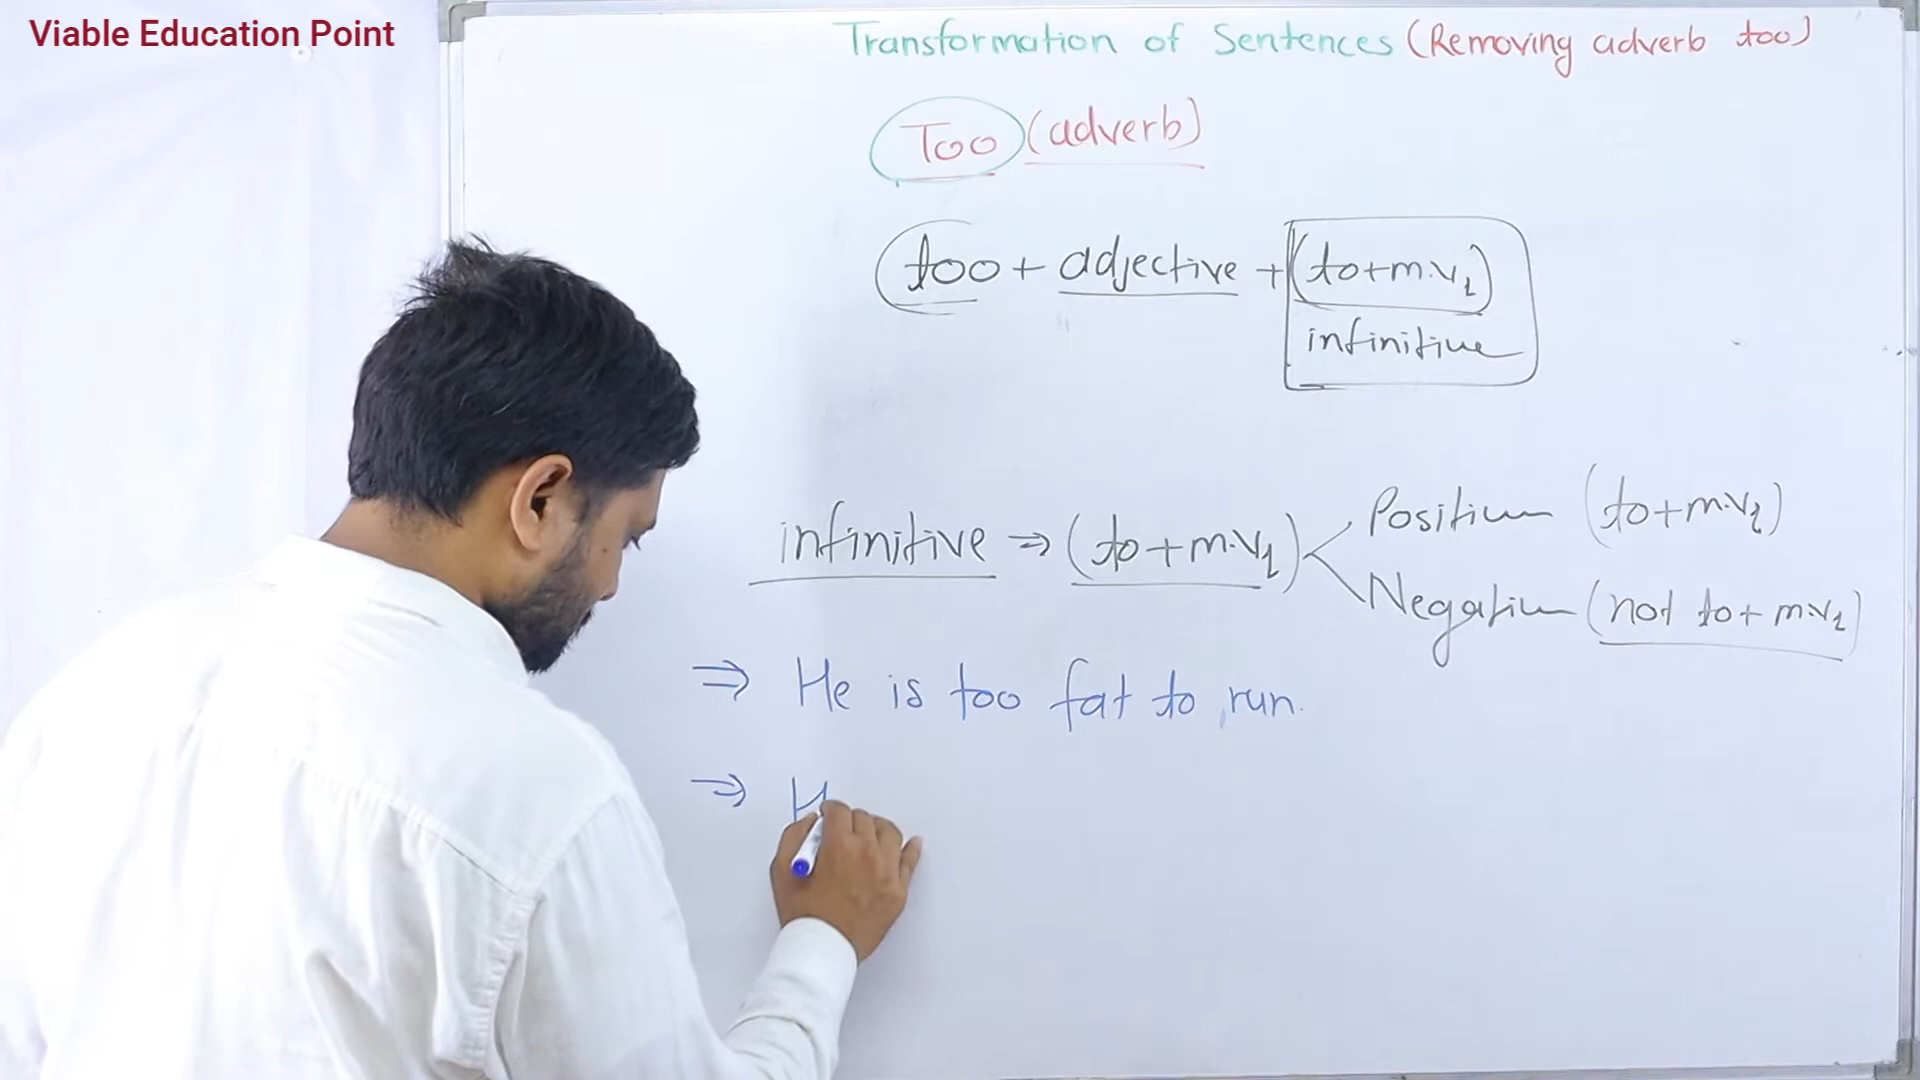 Viable Education Point
Transformation of Sentences (Removing adverb too)
Too (adverb)
too + adjective + (to+m.v1)
infinitive
infinitive ⇒ (to+m.v1)
Positive (to+m.v1)
Negative (not to+ m.v1)
⇒ He is too fat to run.
⇒ H